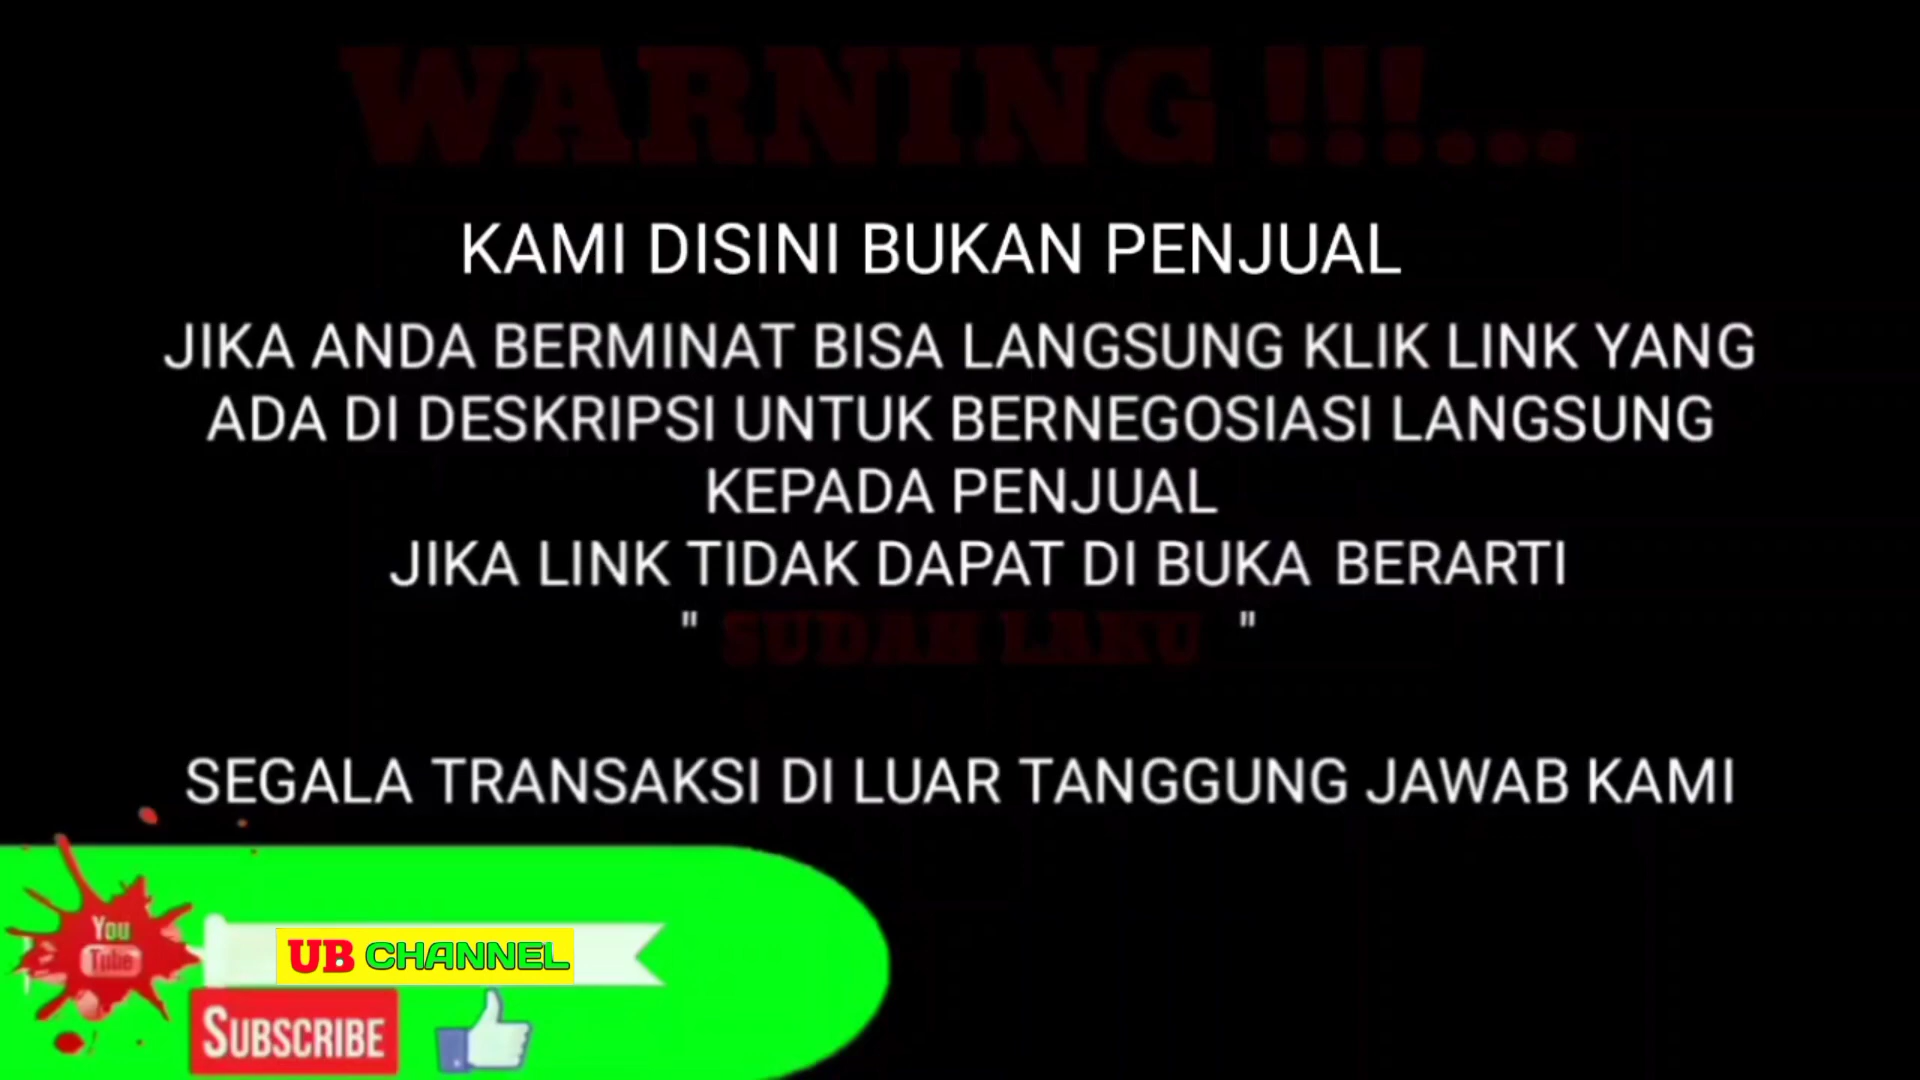 WARNING !!!...
KAMI DISINI BUKAN PENJUAL
JIKA ANDA BERMINAT BISA LANGSUNG KLIK LINK YANG
ADA DI DESKRIPSI UNTUK BERNEGOSIASI LANGSUNG
KEPADA PENJUAL
JIKA LINK TIDAK DAPAT DI BUKA BERARTI
" SUDAH LAKU "
SEGALA TRANSAKSI DI LUAR TANGGUNG JAWAB KAMI
You
Tube
UB CHANNEL
SUBSCRIBE